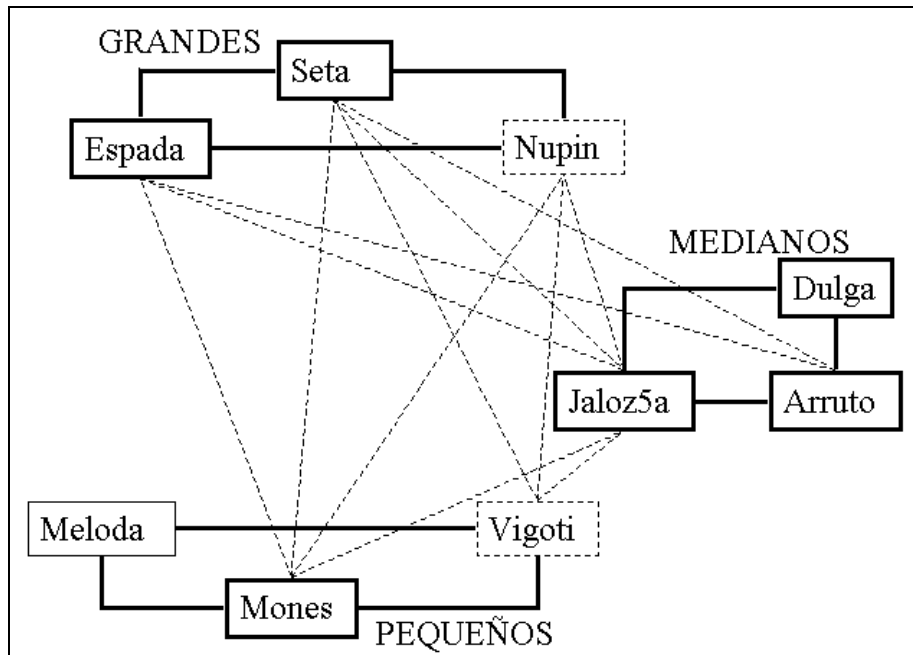 GRANDES
Seta
Espada
Nupin
MEDIANOS
Dulga
Jaloz5a
Arruto
Meloda
Vigoti
Mones
PEQUEÑOS